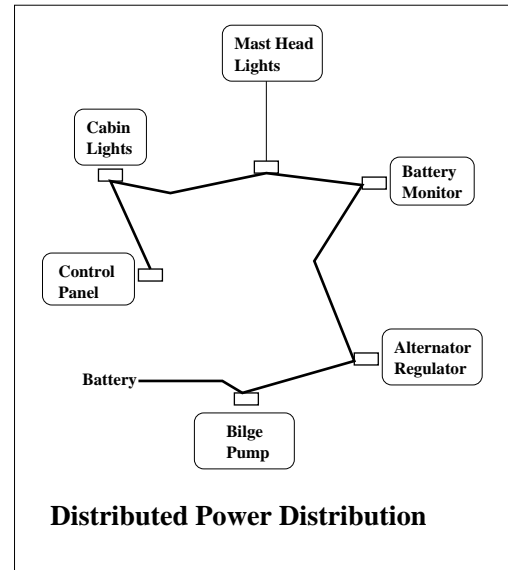 Mast Head
Lights
Cabin
Lights
Battery
Monitor
Control
Panel
Alternator
Regulator
Battery
Bilge
Pump
Distributed Power Distribution